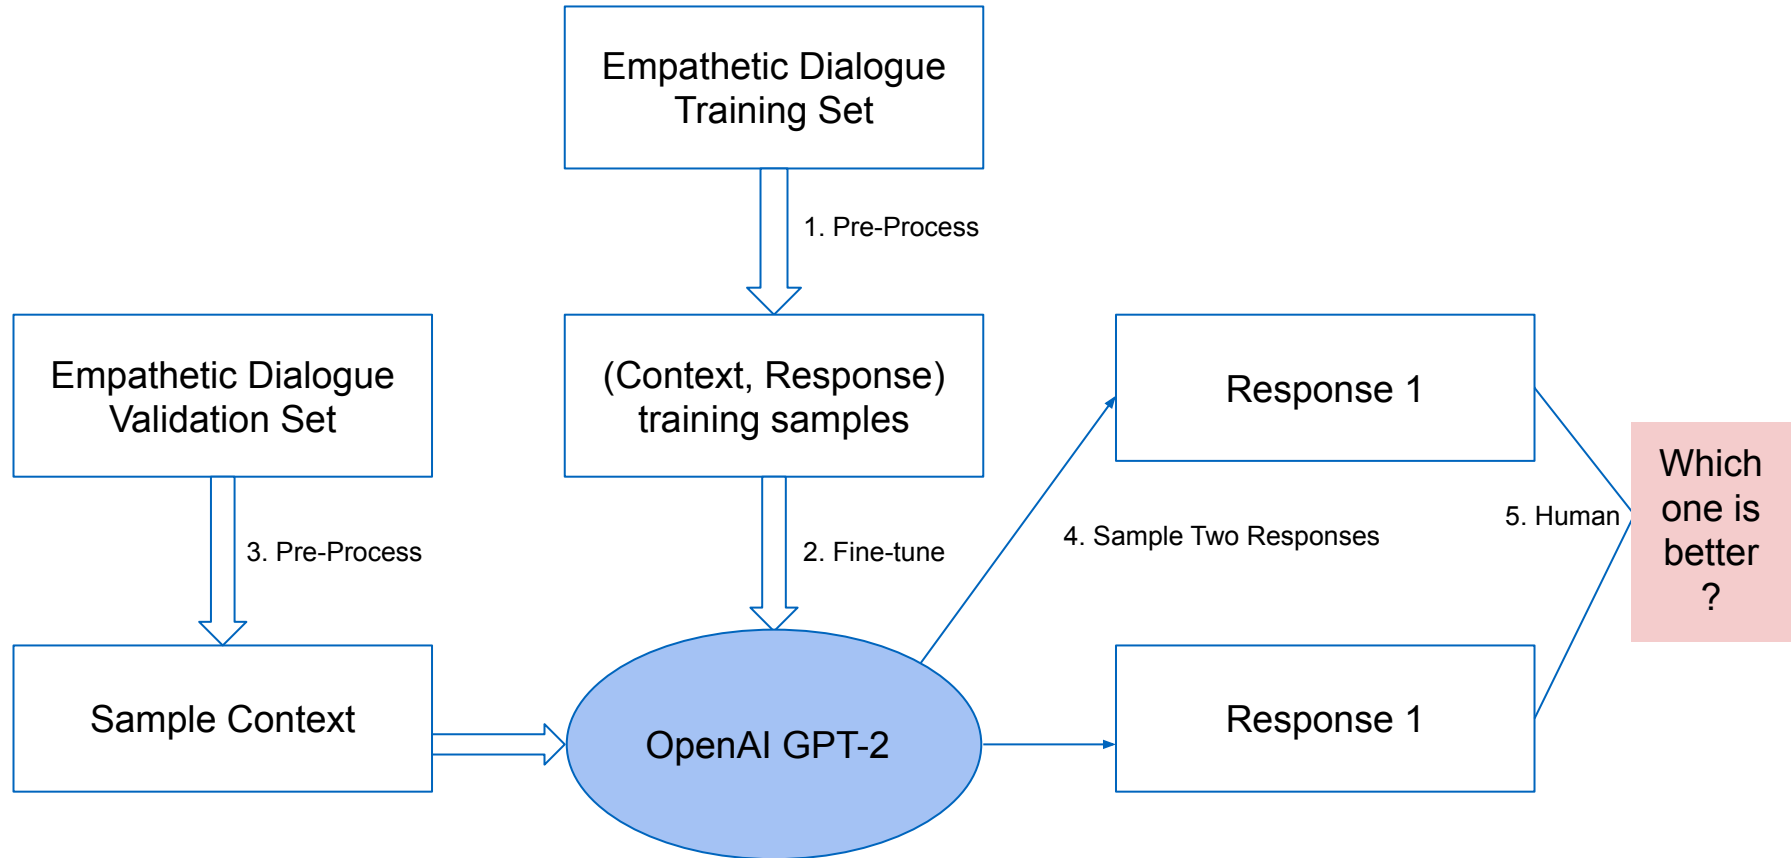 Empathetic Dialogue
Training Set
1. Pre-Process
Empathetic Dialogue
Validation Set
(Context, Response)
training samples
Response 1
Which
one is
better
?
3. Pre-Process
2. Fine-tune
4. Sample Two Responses
5. Human
Sample Context
OpenAI GPT-2
Response 1